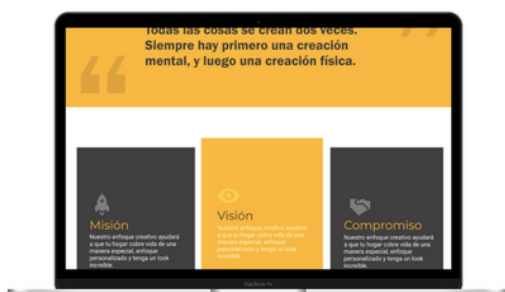 Todas las cosas se crean dos veces.
Siempre hay primero una creación
mental, y luego una creación física.
Misión
Nuestro enfoque creativo ayudará
a que tu hogar cobre vida de una
manera especial, enfoque
personalizado y tenga un look
increíble.
Visión
Nuestro enfoque creativo ayudará
a que tu hogar cobre vida de una
manera especial, enfoque
personalizado y tenga un look
increíble.
Compromiso
Nuestro enfoque creativo ayudará
a que tu hogar cobre vida de una
manera especial, enfoque
personalizado y tenga un look
increíble.
MacBook Air